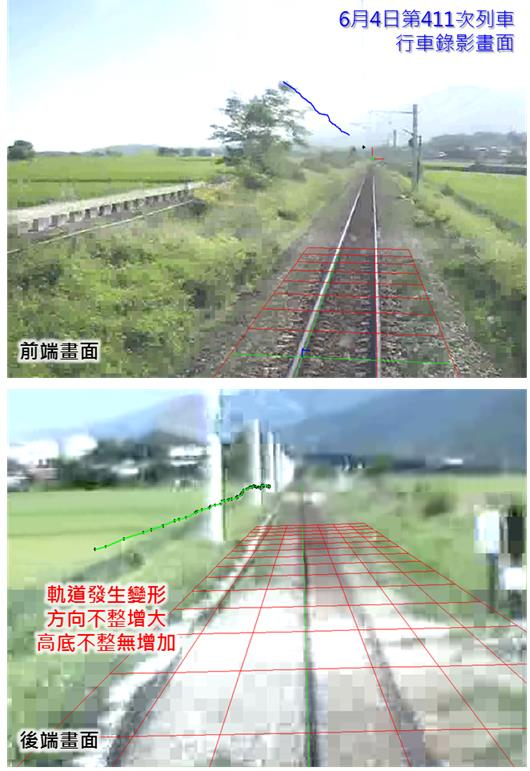 6月4日第411次列車
行車錄影畫面
前端畫面
軌道發生變形
方向不整增大
高底不整無增加
後端畫面